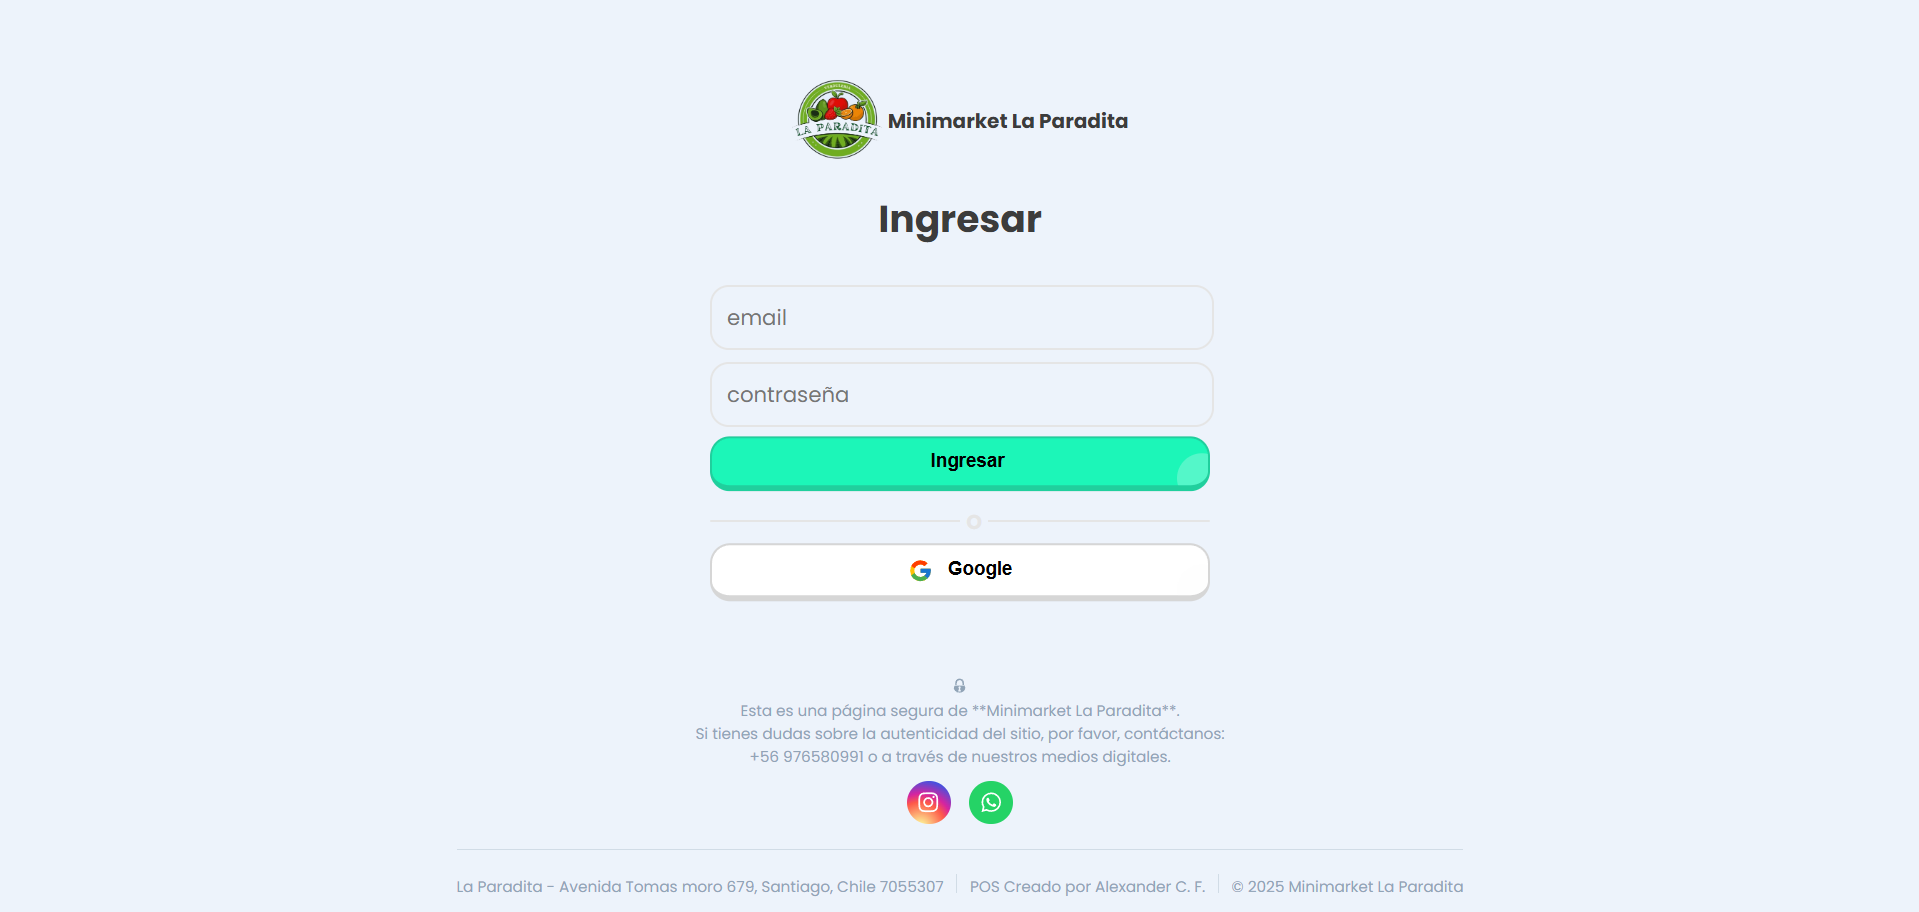 LA PARADITA
Minimarket La Paradita
Ingresar
email
contraseña
Ingresar
O
Google
Esta es una página segura de **Minimarket La Paradita**.
Si tienes dudas sobre la autenticidad del sitio, por favor, contáctanos:
+56 976580991 o a través de nuestros medios digitales.
La Paradita - Avenida Tomas moro 679, Santiago, Chile 7055307
POS Creado por Alexander C. F.
© 2025 Minimarket La Paradita